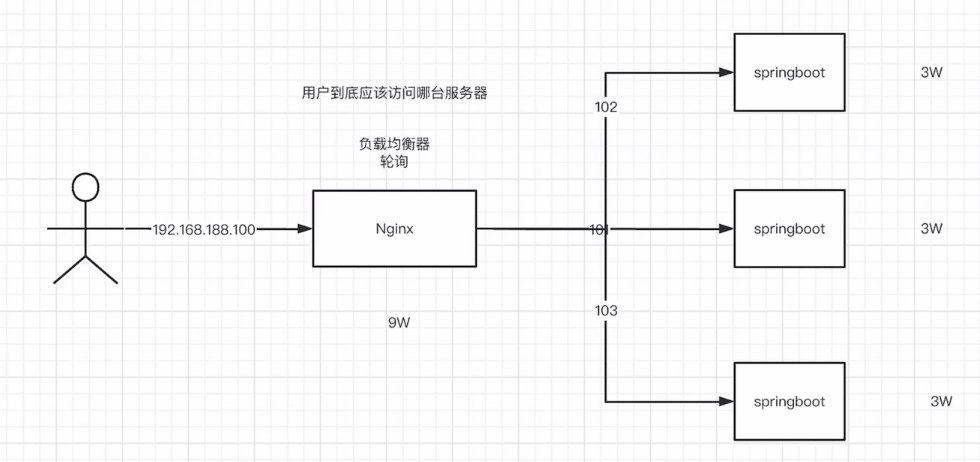 用户到底应该访问哪台服务器
负载均衡器
轮询
192.168.188.100
Nginx
9W
102
springboot
3W
101
springboot
3W
103
springboot
3W